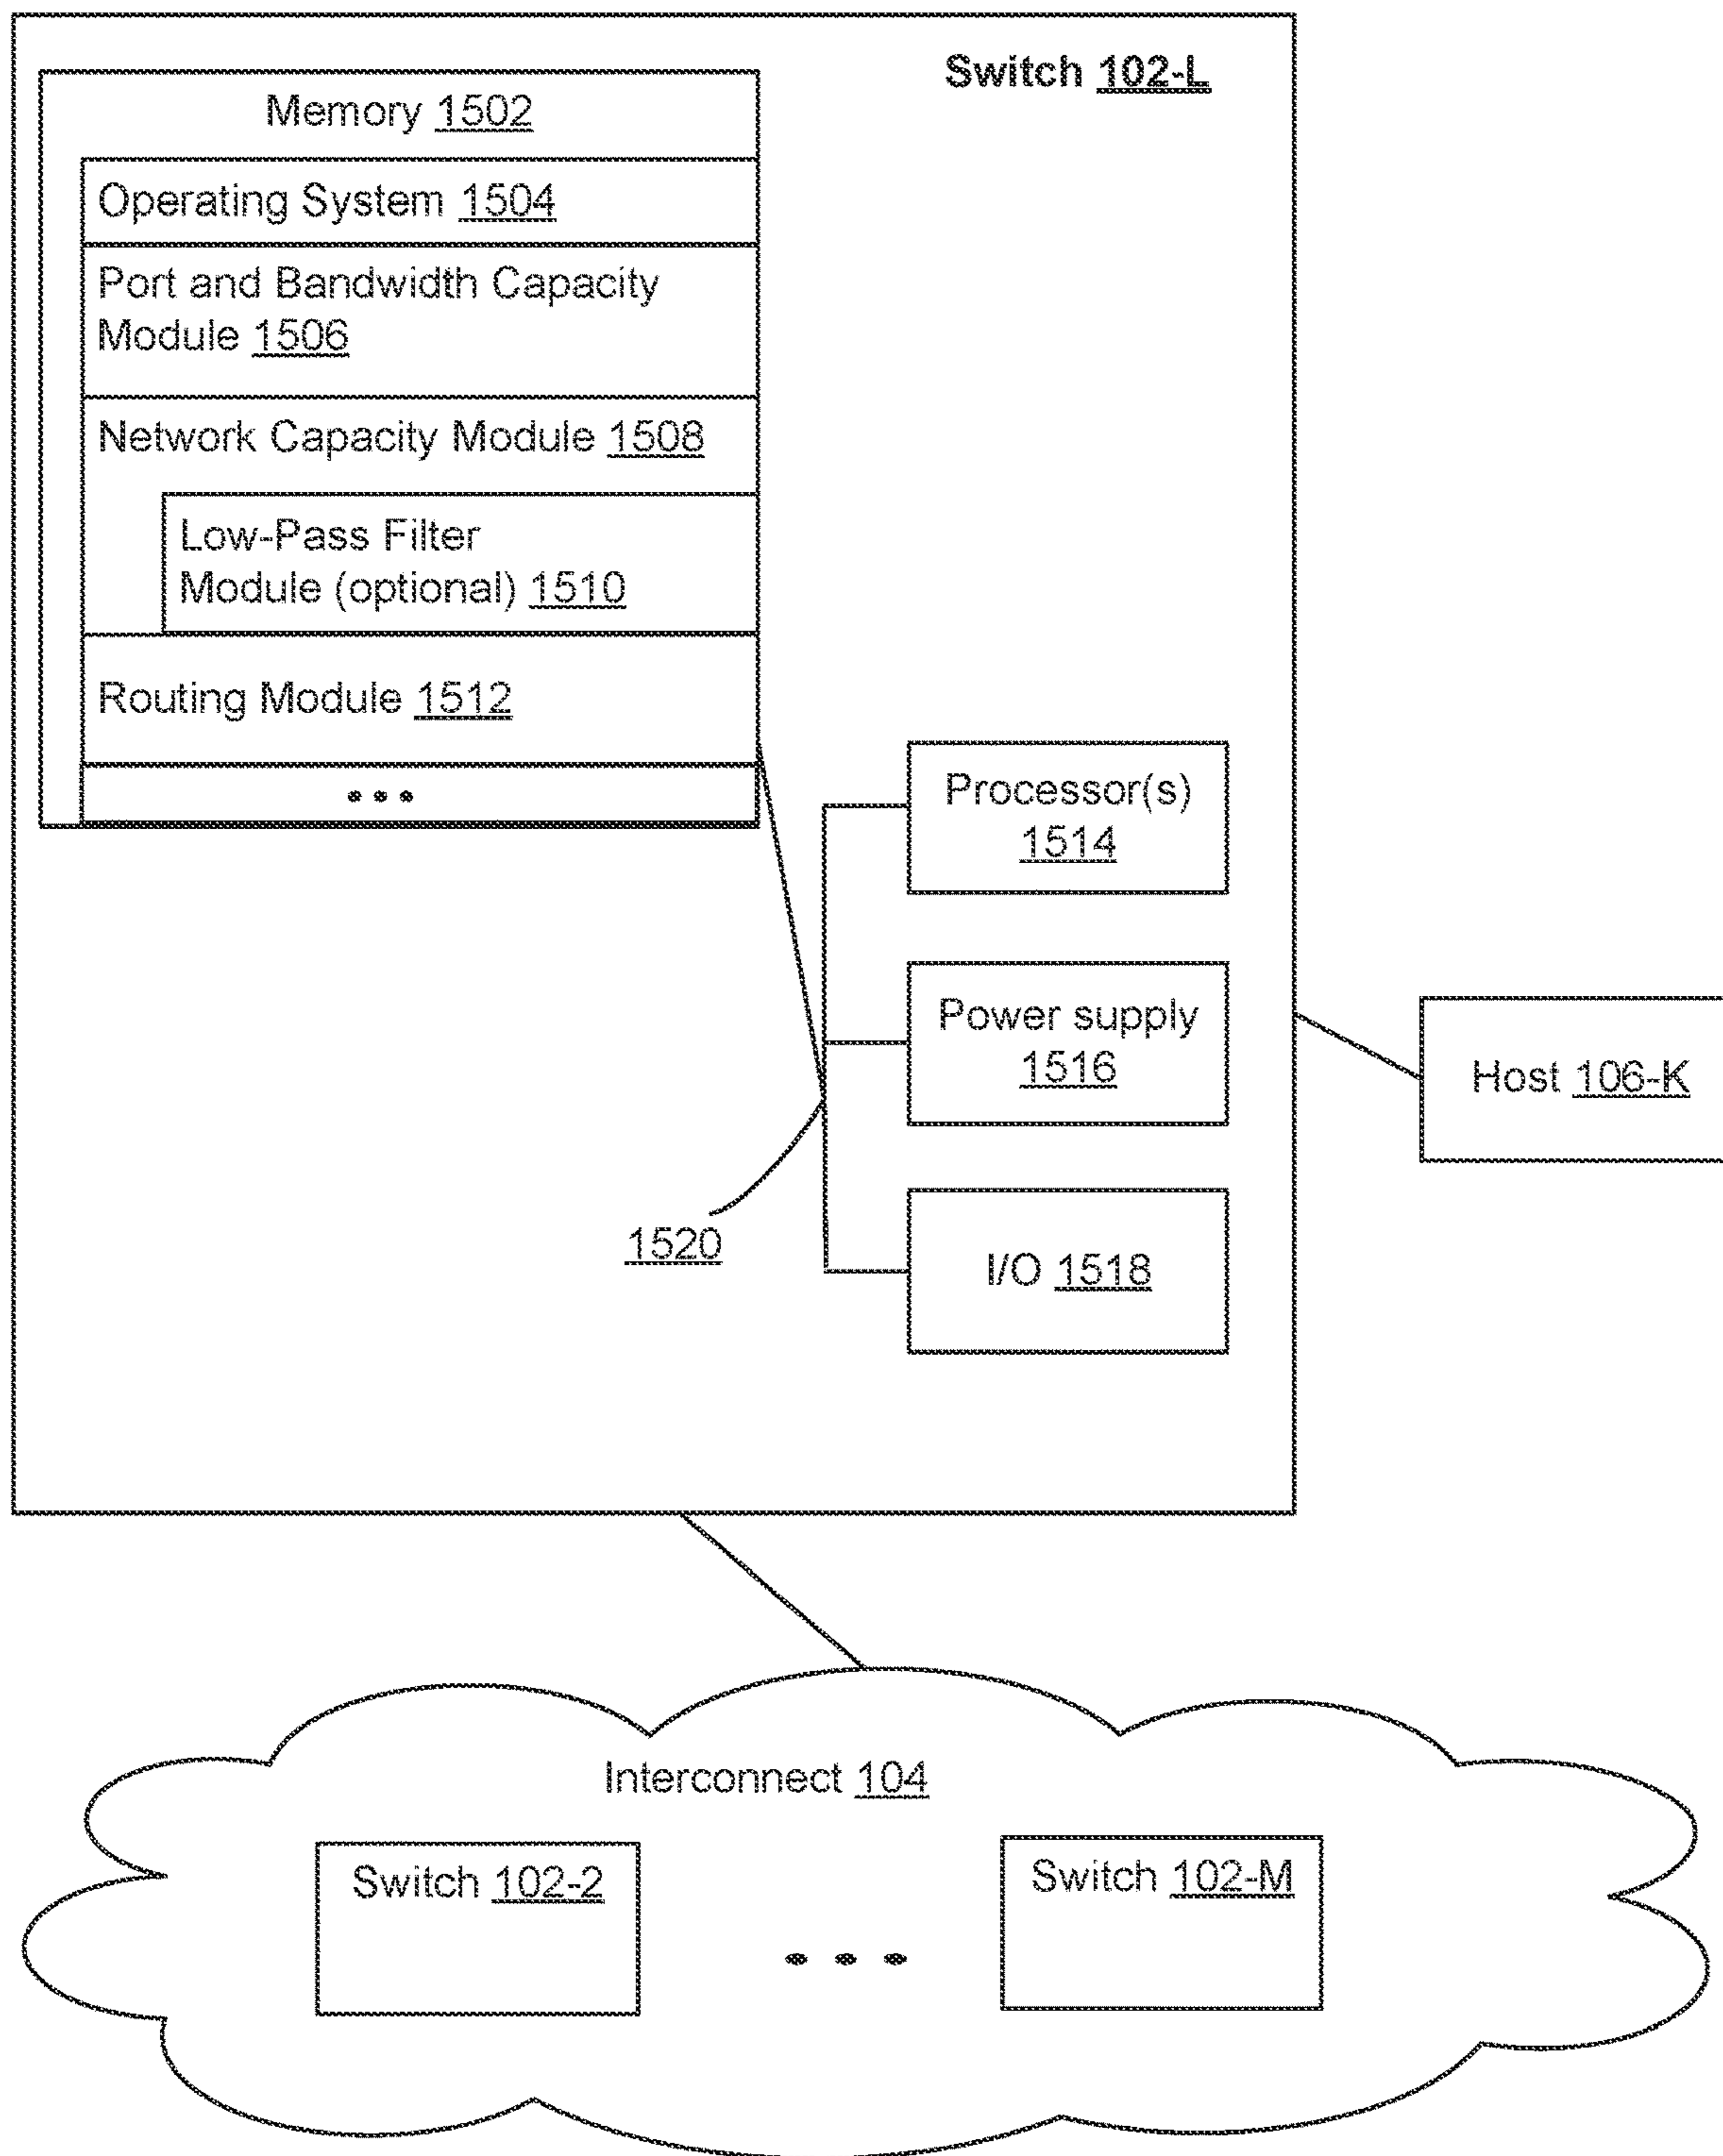 Switch 102-L
Memory 1502
Operating System 1504
Port and Bandwidth Capacity
Module 1506
Network Capacity Module 1508
Low-Pass Filter
Module (optional) 1510
Routing Module 1512
•••
Processor(s)
1514
Power supply
1516
I/O 1518
1520
Host 106-K
Interconnect 104
Switch 102-2
• • •
Switch 102-M